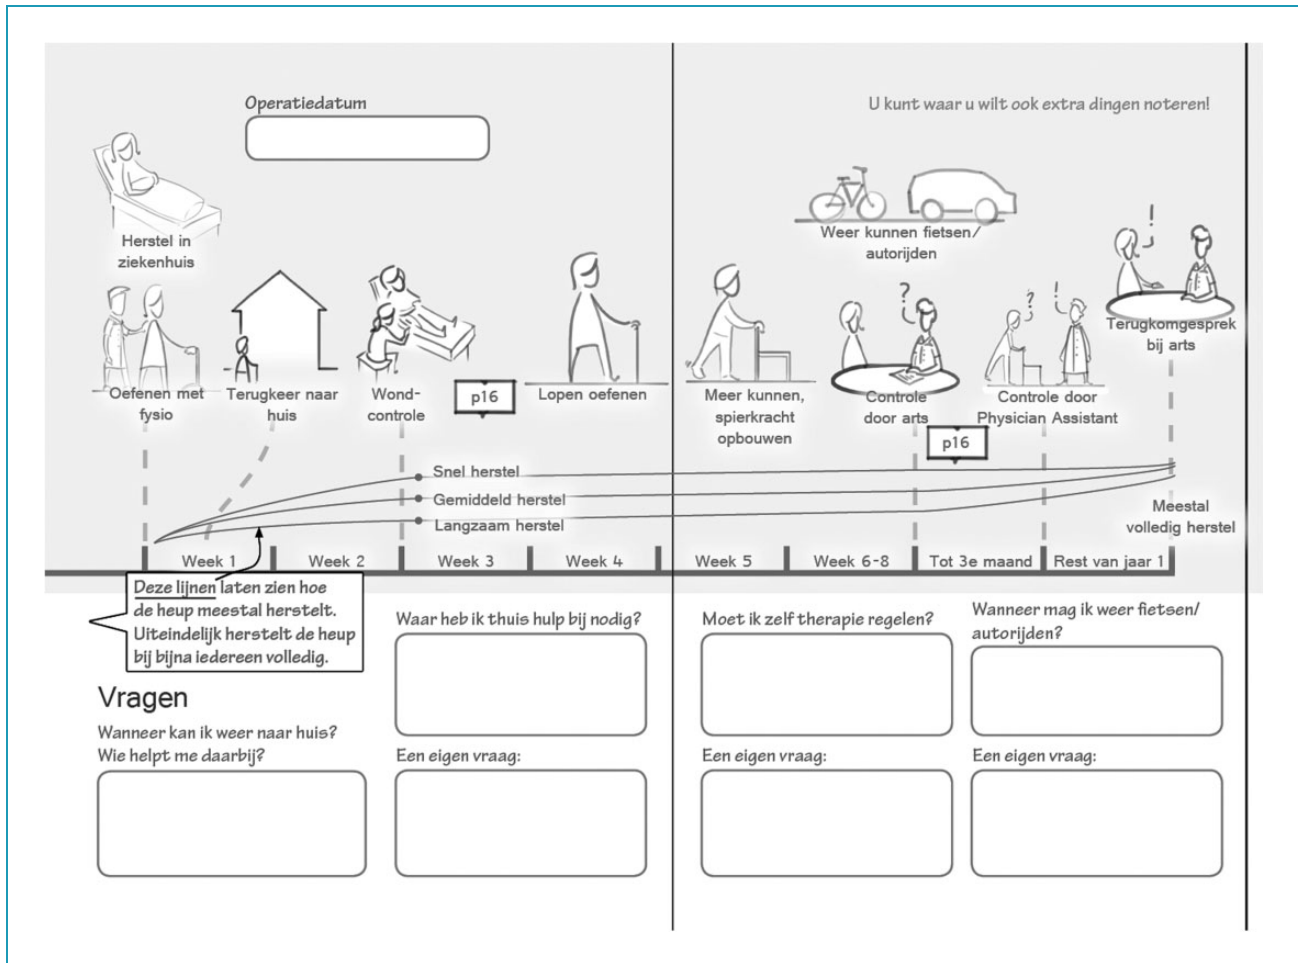 Operatiedatum
U kunt waar u wilt ook extra dingen noteren!
Herstel in
ziekenhuis
Weer kunnen fietsen/
autorijden
!
?
?
!
Oefenen met
fysio
Terugkeer naar
huis
Wond-
controle
p16
Lopen oefenen
Meer kunnen,
spierkracht
opbouwen
Controle
door arts
p16
Controle door
Physician Assistant
Terugkomgesprek
bij arts
Snel herstel
Gemiddeld herstel
Langzaam herstel
Meestal
volledig herstel
Week 1
Week 2
Week 3
Week 4
Week 5
Week 6-8
Tot 3e maand
Rest van jaar 1
Deze lijnen laten zien hoe
de heup meestal herstelt.
Uiteindelijk herstelt de heup
bij bijna iedereen volledig.
Vragen
Wanneer kan ik weer naar huis?
Wie helpt me daarbij?
Waar heb ik thuis hulp bij nodig?
Een eigen vraag:
Moet ik zelf therapie regelen?
Een eigen vraag:
Wanneer mag ik weer fietsen/
autorijden?
Een eigen vraag: